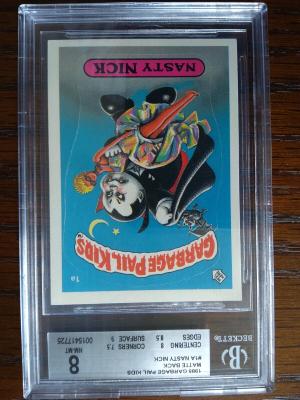 1985 GARBAGE PAIL KIDS
MATTE BACK
#1A NASTY NICK
CENTERING 8 CORNERS 7.5
EDGES 8.5 SURFACE 9
8
NM-MT
0015417725
BECKETT
GARBAGE PAIL KIDS
1a
NASTY NICK